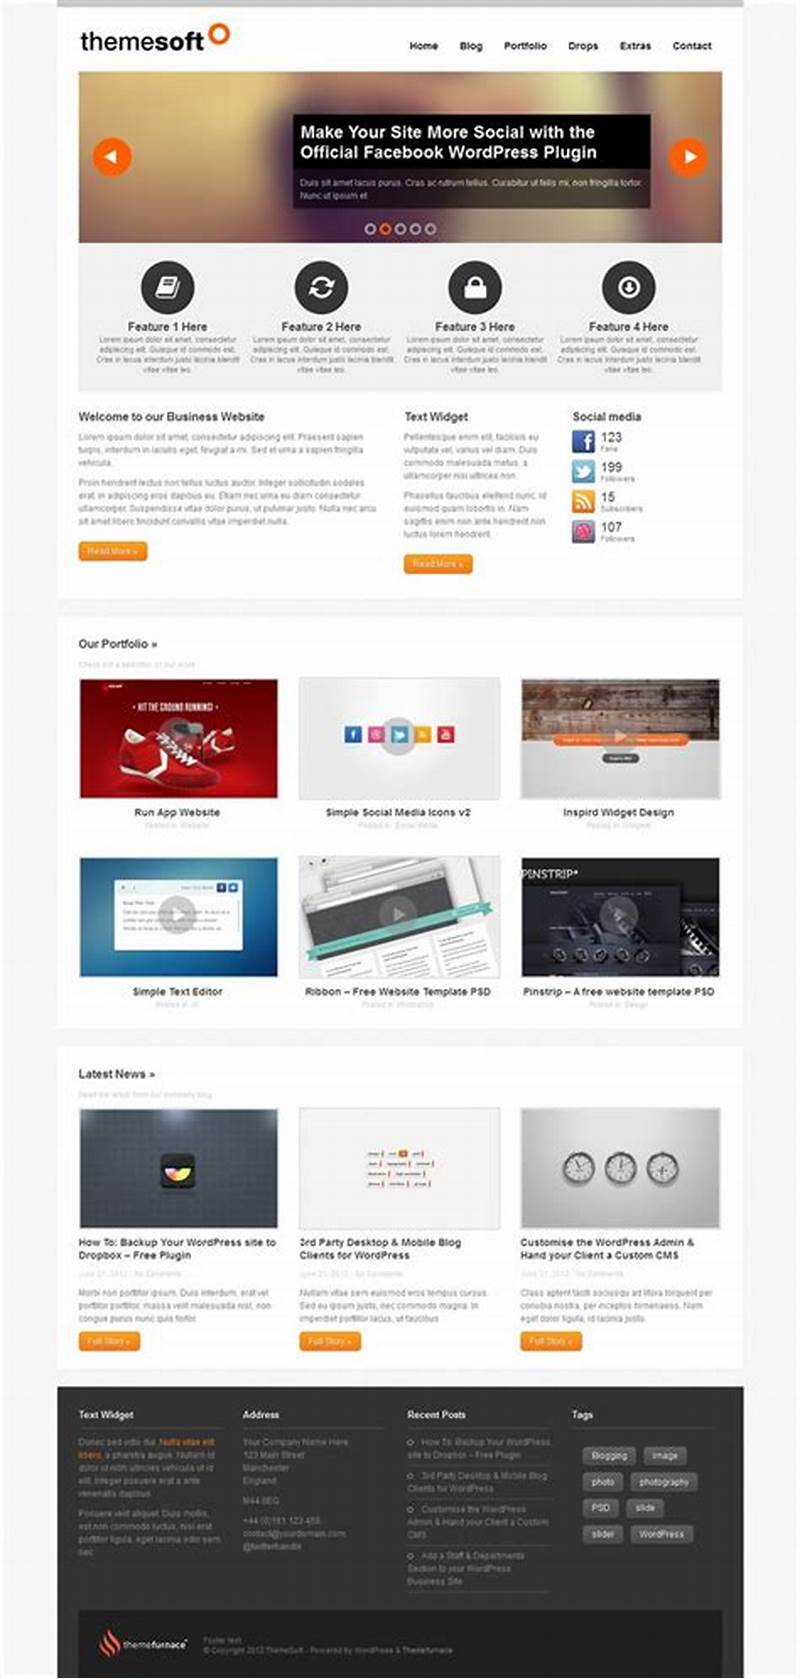 themesoft
Home Blog Portfolio Drops Extras Contact
Make Your Site More Social with the
Official Facebook WordPress Plugin
Duis sit amet lacus purus. Cras ac rutrum tellus. Curabitur ut felis mi, non fringilla tortor.
Nunc ut ipsum et
Feature 1 Here
Lorem ipsum dolor sit amet, consectetur
adipiscing elit. Quisque id commodo est.
Cras in lacus interdum justo lacinia blandit
vitae vitae leo.
Feature 2 Here
Lorem ipsum dolor sit amet, consectetur
adipiscing elit. Quisque id commodo est.
Cras in lacus interdum justo lacinia blandit
vitae vitae leo.
Feature 3 Here
Lorem ipsum dolor sit amet, consectetur
adipiscing elit. Quisque id commodo est.
Cras in lacus interdum justo lacinia blandit
vitae vitae leo.
Feature 4 Here
Lorem ipsum dolor sit amet, consectetur
adipiscing elit. Quisque id commodo est.
Cras in lacus interdum justo lacinia blandit
vitae vitae leo.
Welcome to our Business Website
Lorem ipsum dolor sit amet, consectetur adipiscing elit. Praesent sapien
turpis, interdum in iaculis eget, feugiat a mi. Sed et urna a sapien fringilla
vehicula.
Proin hendrerit lectus non tellus luctus auctor. Integer sollicitudin sodales
erat, in adipiscing eros dapibus eu. Etiam nec urna eu diam consectetur
ullamcorper. Suspendisse vitae dolor purus, ut pulvinar justo. Nulla nec arcu
sit amet libero tincidunt convallis vitae imperdiet nulla.
Read More »
Text Widget
Pellentesque enim elit, facilisis eu
vulputate vel, varius vel diam. Duis
commodo malesuada metus, a
ullamcorper nisi ultrices non.
Phasellus faucibus eleifend nunc, id
euismod quam lobortis in. Nam
sagittis enim non ante hendrerit non
luctus lorem hendrerit.
Read More »
Social media
123
Fans
199
Followers
15
Subscribers
107
Followers
Our Portfolio »
Check out a selection of our work
HIT THE GROUND RUNNING!
Run App Website
Posted in: Website
Simple Social Media Icons v2
Posted in: Social Media
Inspird Widget Design
Posted in: Widgets
Simple Text Editor
Posted in: UI
Ribbon – Free Website Template PSD
Posted in: Photoshop
PINSTRIP*
Pinstrip – A free website template PSD
Posted in: Design
Latest News »
Read the latest from our company blog
How To: Backup Your WordPress site to
Dropbox – Free Plugin
June 21, 2012 - No Comments
Morbi non porttitor ipsum. Duis interdum, erat vel
porttitor porttitor, massa velit malesuada nisl, non
congue purus nunc quis tortor.
Full Story »
3rd Party Desktop & Mobile Blog
Clients for WordPress
June 21, 2012 - No Comments
Nullam vitae sem euismod eros tempus cursus.
Sed eu ipsum justo, nec commodo magna. In
imperdiet porttitor lacus, ut faucibus
Full Story »
Customise the WordPress Admin &
Hand your Client a Custom CMS
June 21, 2012 - No Comments
Class aptent taciti sociosqu ad litora torquent per
conubia nostra, per inceptos himenaeos. Nam
eget dolor ligula, id lacinia justo.
Full Story »
Text Widget
Donec sed odio dui. Nulla vitae elit
libero, a pharetra augue. Nullam id
dolor id nibh ultricies vehicula ut id
elit. Integer posuere erat a ante
venenatis dapibus.
Posuere velit aliquet. Duis mollis,
est non commodo luctus, nisi erat
porttitor ligula, eget lacinia odio sem
nec
Address
Your Company Name Here
123 Main Street
Manchester
England
M44 6EG
+44 (0)161 123 456
contact@yourdomain.com
@twitterhandle
Recent Posts
How To: Backup Your WordPress
site to Dropbox – Free Plugin
3rd Party Desktop & Mobile Blog
Clients for WordPress
Customise the WordPress
Admin & Hand your Client a Custom
CMS
Add a Staff & Departments
Section to your WordPress
Business Site
Tags
Blogging image
photo photography
PSD slide
slider WordPress
themefurnace
Footer text
© Copyright 2012 ThemeSoft - Powered by WordPress & Themefurnace